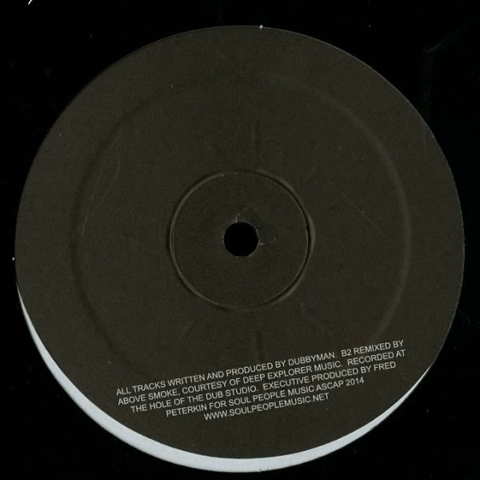 ALL TRACKS WRITTEN AND PRODUCED BY DUBBYMAN. B2 REMIXED BY
ABOVE SMOKE, COURTESY OF DEEP EXPLORER MUSIC. RECORDED AT
THE HOLE OF THE DUB STUDIO. EXECUTIVE PRODUCED BY FRED
PETERKIN FOR SOUL PEOPLE MUSIC ASCAP 2014
WWW.SOULPEOPLEMUSIC.NET